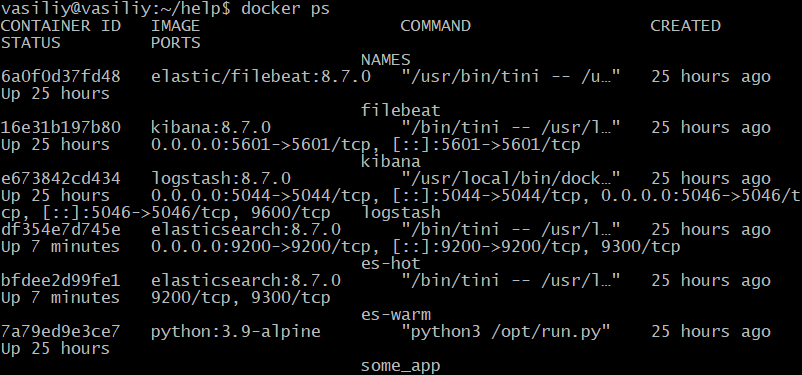 vasiliy@vasiliy:~/help$ docker ps
CONTAINER ID   IMAGE                    COMMAND                  CREATED
STATUS         PORTS
                                    NAMES
6a0f0d37fd48   elastic/filebeat:8.7.0   "/usr/bin/tini -- /u…"   25 hours ago
Up 25 hours
                                    filebeat
16e31b197b80   kibana:8.7.0             "/bin/tini -- /usr/l…"   25 hours ago
Up 25 hours    0.0.0.0:5601->5601/tcp, [::]:5601->5601/tcp
                                    kibana
e673842cd434   logstash:8.7.0           "/usr/local/bin/dock…"   25 hours ago
Up 25 hours    0.0.0.0:5044->5044/tcp, [::]:5044->5044/tcp, 0.0.0.0:5046->5046/t
cp, [::]:5046->5046/tcp, 9600/tcp   logstash
df354e7d745e   elasticsearch:8.7.0      "/bin/tini -- /usr/l…"   25 hours ago
Up 7 minutes   0.0.0.0:9200->9200/tcp, [::]:9200->9200/tcp, 9300/tcp
                                    es-hot
bfdee2d99fe1   elasticsearch:8.7.0      "/bin/tini -- /usr/l…"   25 hours ago
Up 7 minutes   9200/tcp, 9300/tcp
                                    es-warm
7a79ed9e3ce7   python:3.9-alpine        "python3 /opt/run.py"    25 hours ago
Up 25 hours
                                    some_app